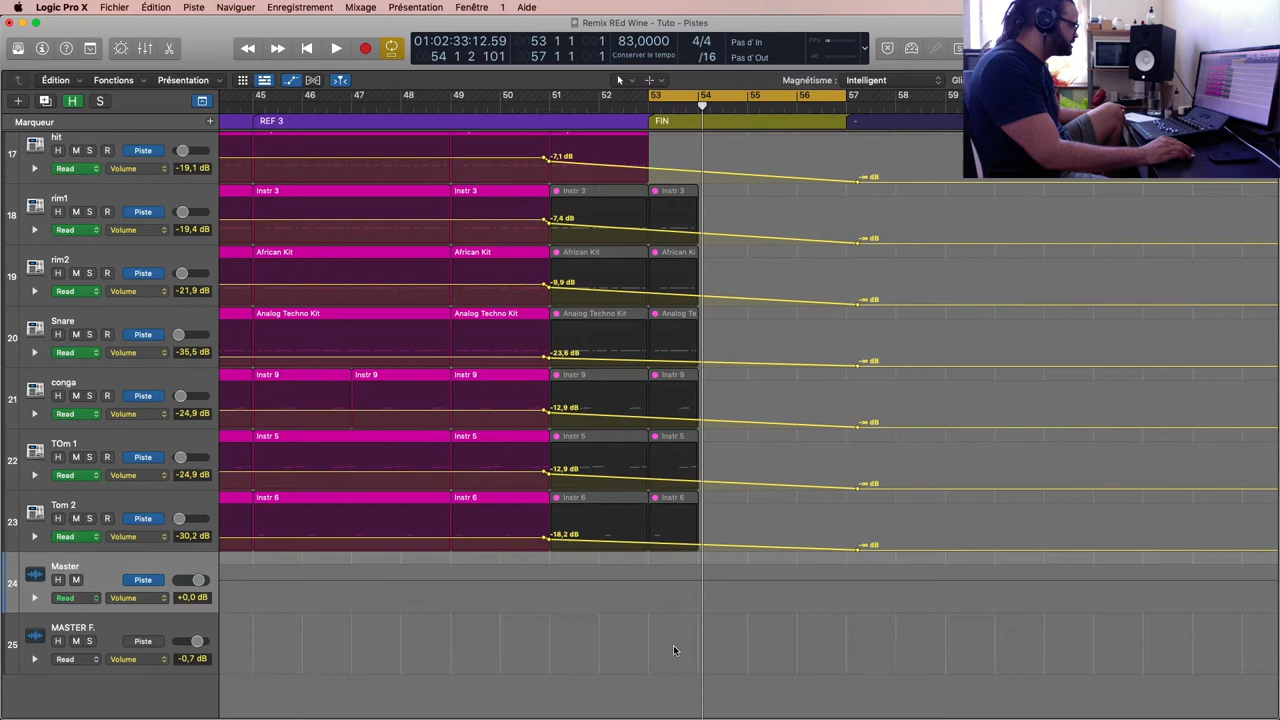 Logic Pro X Fichier Édition Piste Naviguer Enregistrement Mixage Présentation Fenêtre 1 Aide
Remix REd Wine - Tuto - Pistes
01:02:33:12.59 53 1 1 1 83,0000 4/4 Pas d' In
54 1 2 101 57 1 1 1 Conserver le tempo /16 Pas d' Out
CPU
Édition Fonctions Présentation Magnétisme : Intelligent
H S
45 46 47 48 49 50 51 52 53 54 55 56 57 58 59
Marqueur + REF 3 FIN -
17 hit
H M S R Piste
Read Volume -19,1 dB
-7,1 dB -∞ dB
18 rim1
H M S R Piste
Read Volume -19,4 dB
Instr 3 Instr 3 Instr 3 Instr 3
-7,4 dB -∞ dB
19 rim2
H M S R Piste
Read Volume -21,9 dB
African Kit African Kit African Kit African Ki
-9,9 dB -∞ dB
20 Snare
H M S R Piste
Read Volume -35,5 dB
Analog Techno Kit Analog Techno Kit Analog Techno Kit Analog Te
-23,6 dB -∞ dB
21 conga
H M S R Piste
Read Volume -24,9 dB
Instr 9 Instr 9 Instr 9 Instr 9 Instr 9
-12,9 dB -∞ dB
22 TOm 1
H M S R Piste
Read Volume -24,9 dB
Instr 5 Instr 5 Instr 5 Instr 5
-12,9 dB -∞ dB
23 Tom 2
H M S R Piste
Read Volume -30,2 dB
Instr 6 Instr 6 Instr 6 Instr 6
-18,2 dB -∞ dB
24 Master
H M Piste
Read Volume +0,0 dB
25 MASTER F.
H M S Piste
Read Volume -0,7 dB